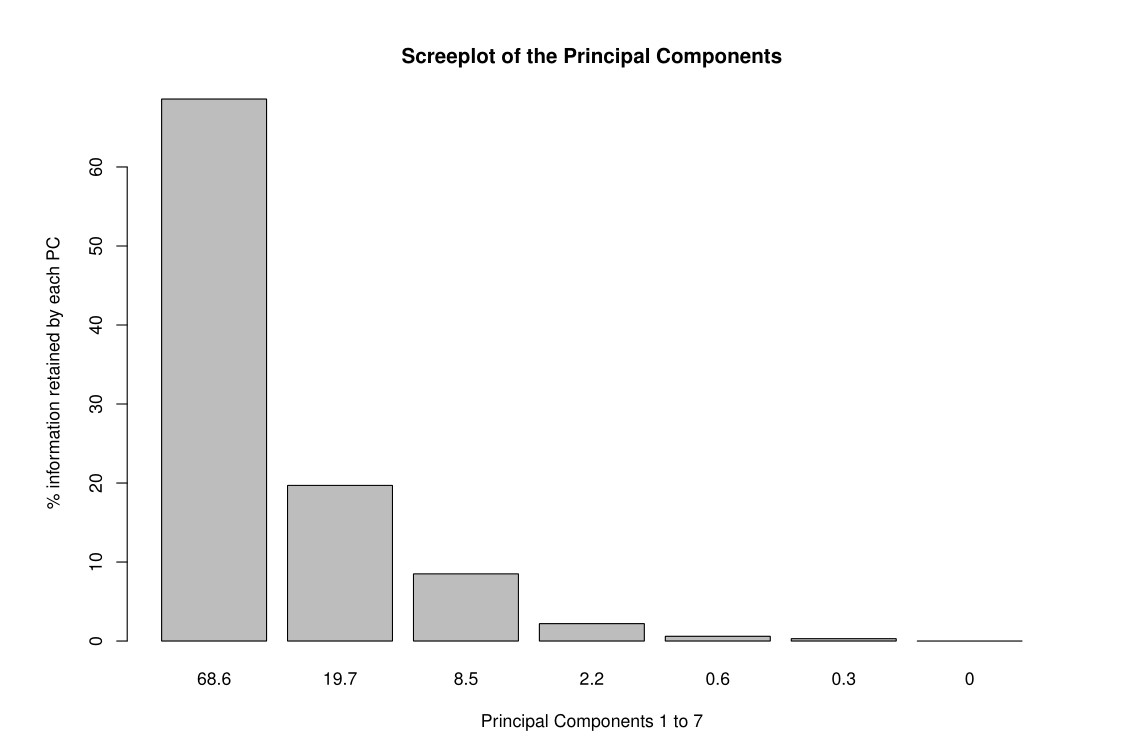 Screeplot of the Principal Components
% information retained by each PC
60
50
40
30
20
10
0
68.6 19.7 8.5 2.2 0.6 0.3 0
Principal Components 1 to 7